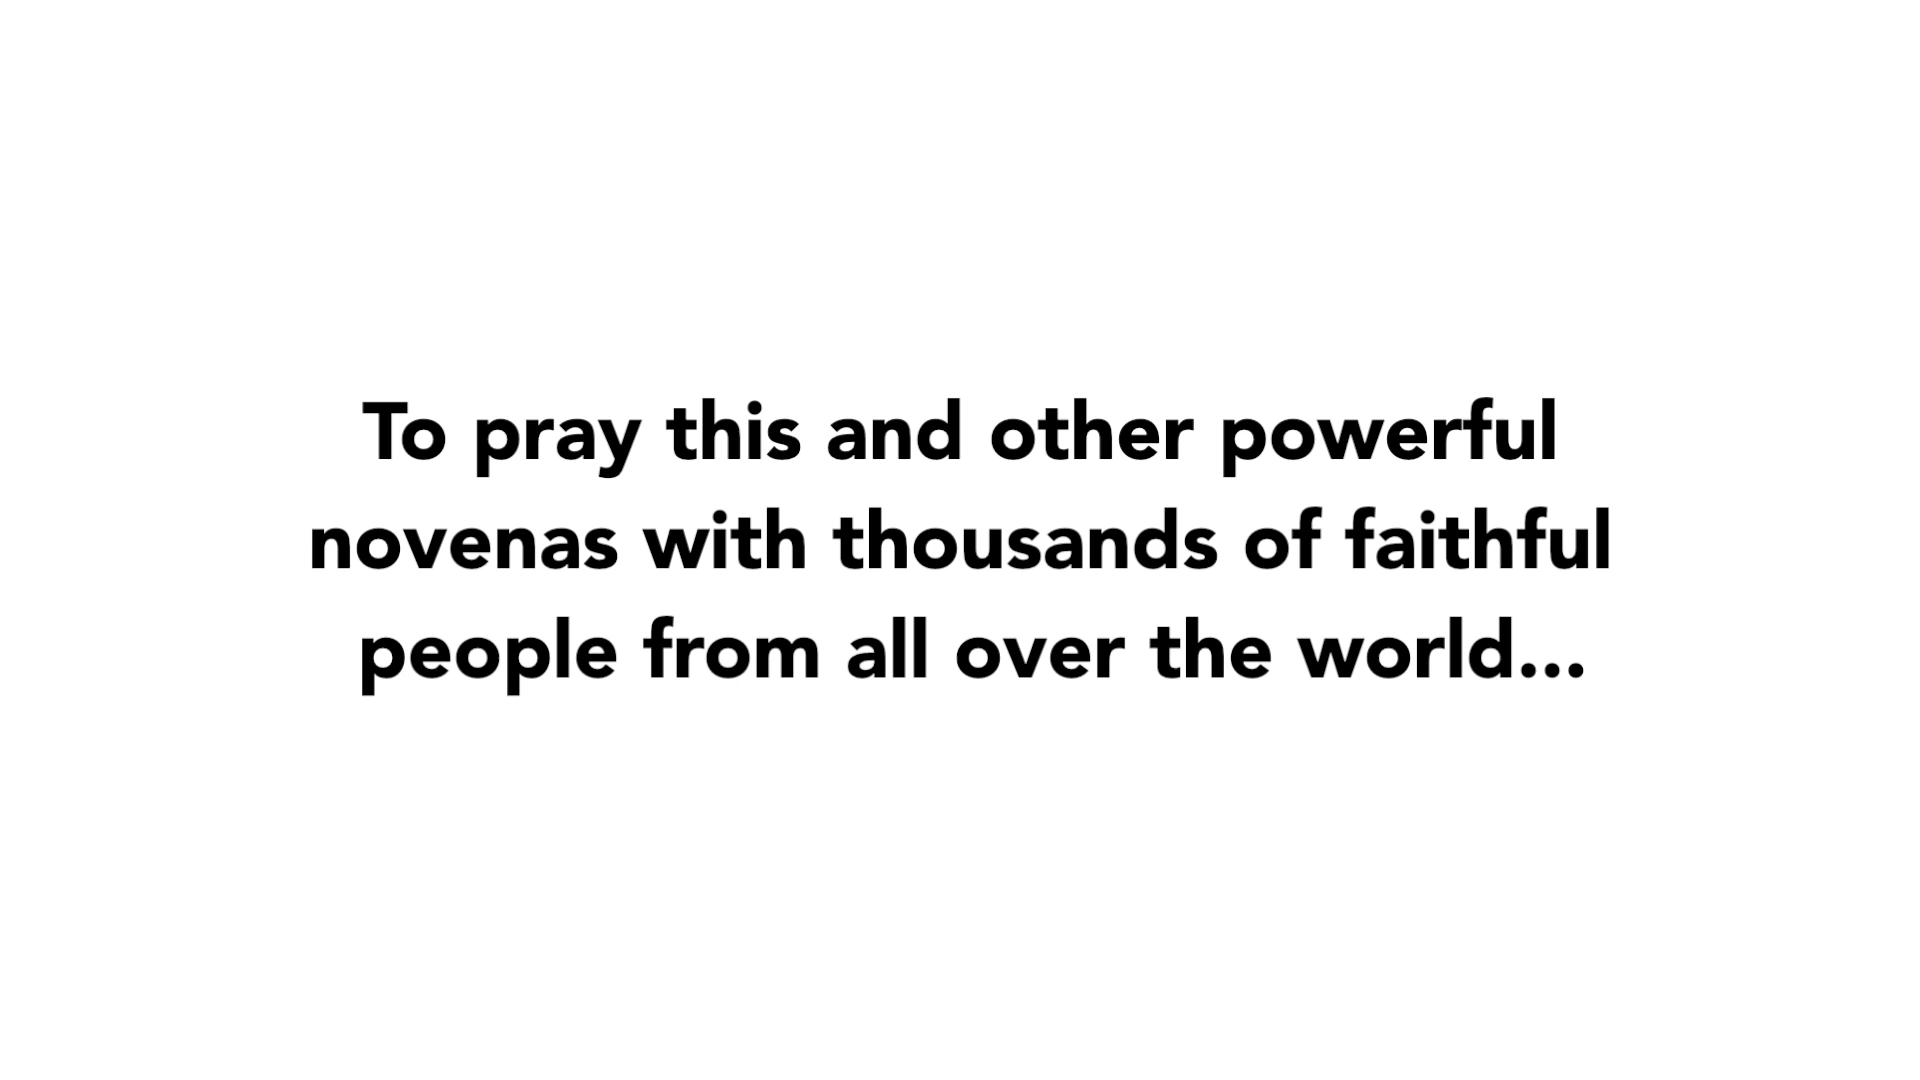 To pray this and other powerful
novenas with thousands of faithful
people from all over the world...